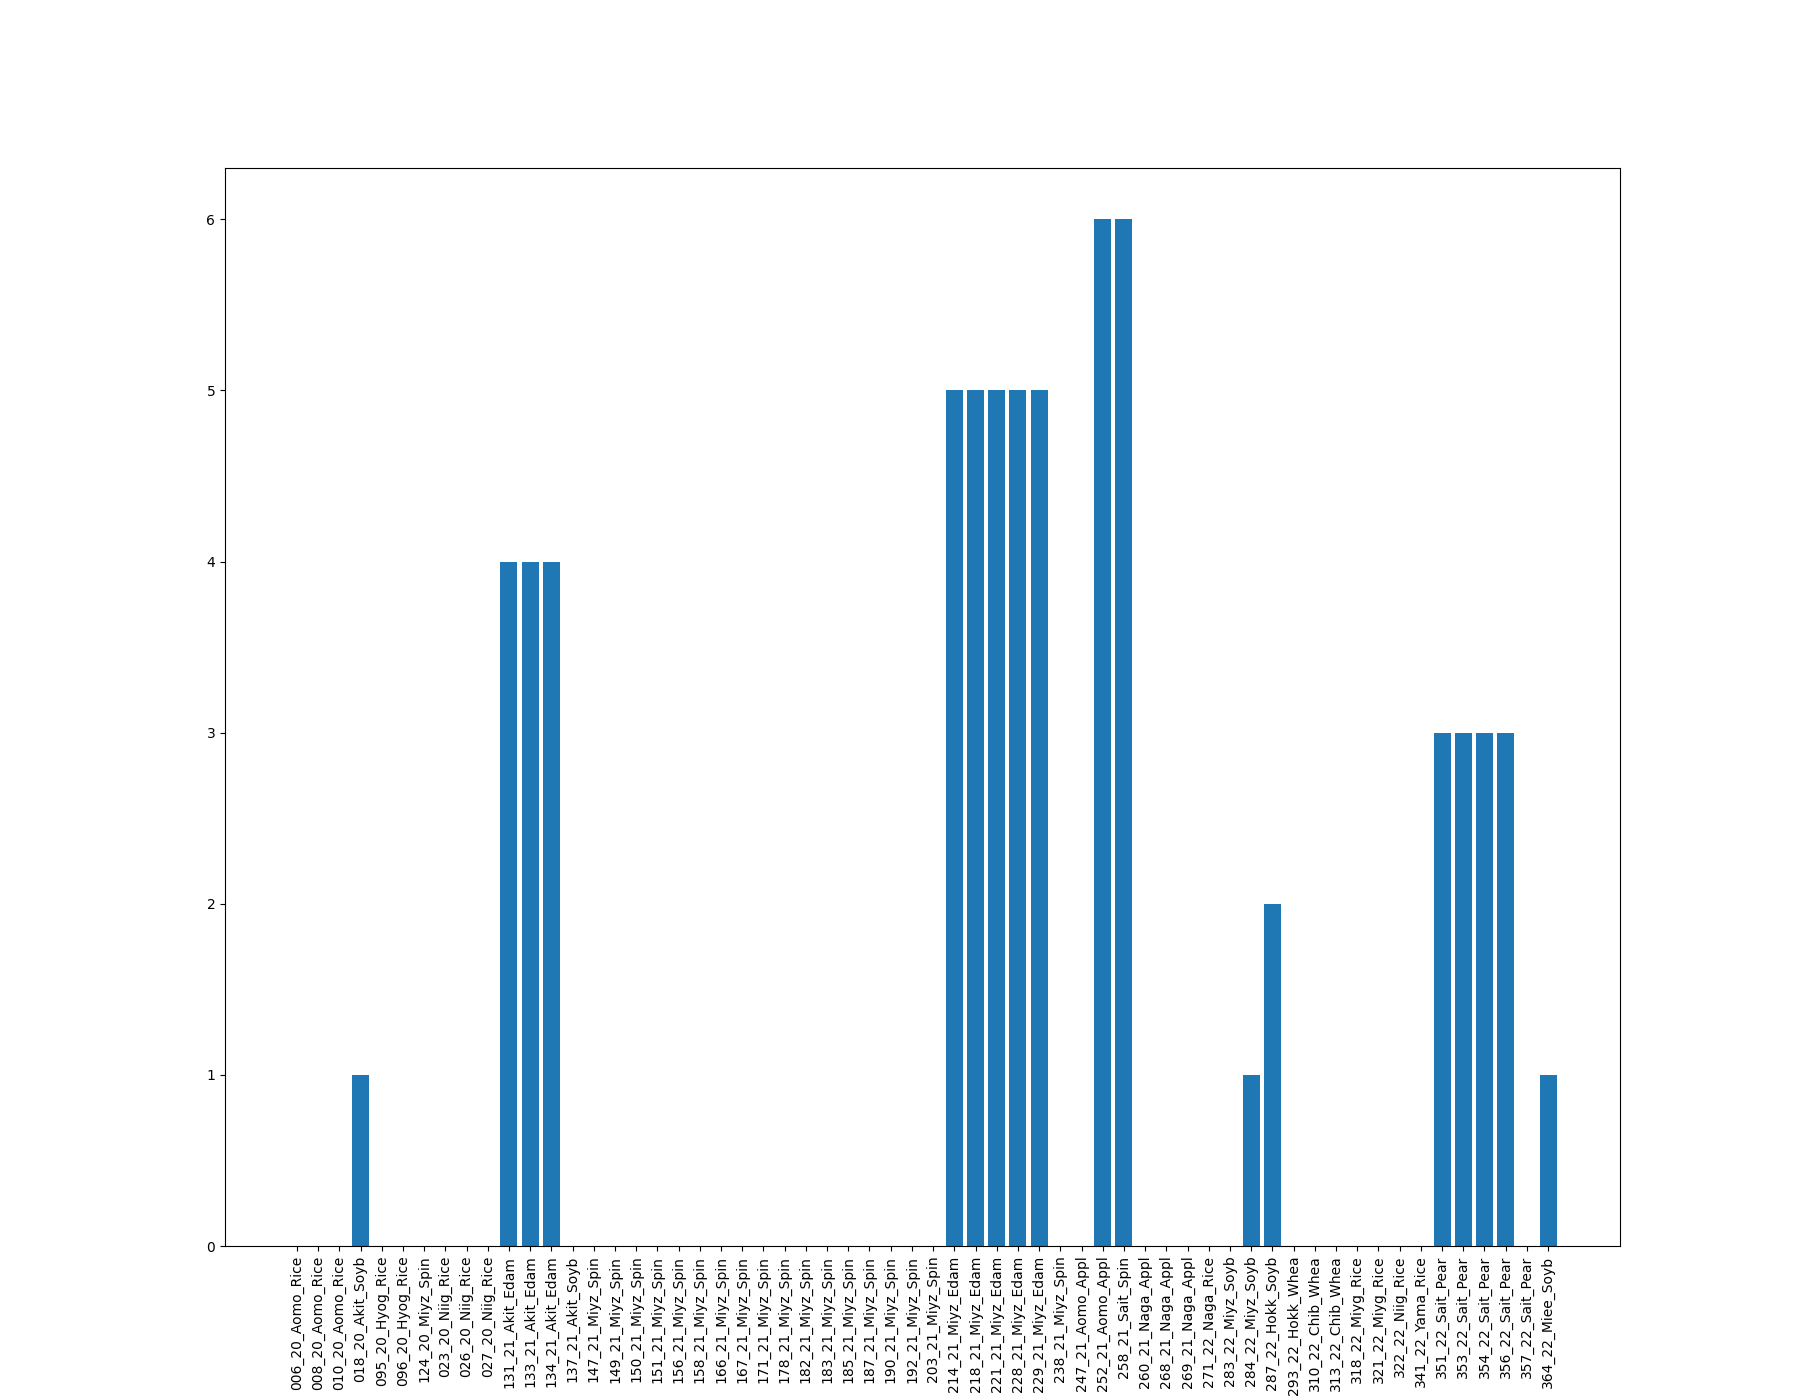 6
5
4
3
2
1
0
006_20_Aomo_Rice
008_20_Aomo_Rice
010_20_Aomo_Rice
018_20_Akit_Soyb
095_20_Hyog_Rice
096_20_Hyog_Rice
124_20_Miyz_Spin
023_20_Niig_Rice
026_20_Niig_Rice
027_20_Niig_Rice
131_21_Akit_Edam
133_21_Akit_Edam
134_21_Akit_Edam
137_21_Akit_Soyb
147_21_Miyz_Spin
149_21_Miyz_Spin
150_21_Miyz_Spin
151_21_Miyz_Spin
156_21_Miyz_Spin
158_21_Miyz_Spin
166_21_Miyz_Spin
167_21_Miyz_Spin
171_21_Miyz_Spin
178_21_Miyz_Spin
182_21_Miyz_Spin
183_21_Miyz_Spin
185_21_Miyz_Spin
187_21_Miyz_Spin
190_21_Miyz_Spin
192_21_Miyz_Spin
203_21_Miyz_Spin
214_21_Miyz_Edam
218_21_Miyz_Edam
221_21_Miyz_Edam
228_21_Miyz_Edam
229_21_Miyz_Edam
238_21_Miyz_Spin
247_21_Aomo_Appl
252_21_Aomo_Appl
258_21_Sait_Spin
260_21_Naga_Appl
268_21_Naga_Appl
269_21_Naga_Appl
271_22_Naga_Rice
283_22_Miyz_Soyb
284_22_Miyz_Soyb
287_22_Hokk_Soyb
293_22_Hokk_Whea
310_22_Chib_Whea
313_22_Chib_Whea
318_22_Miyg_Rice
321_22_Miyg_Rice
322_22_Niig_Rice
341_22_Yama_Rice
351_22_Sait_Pear
353_22_Sait_Pear
354_22_Sait_Pear
356_22_Sait_Pear
357_22_Sait_Pear
364_22_Miee_Soyb